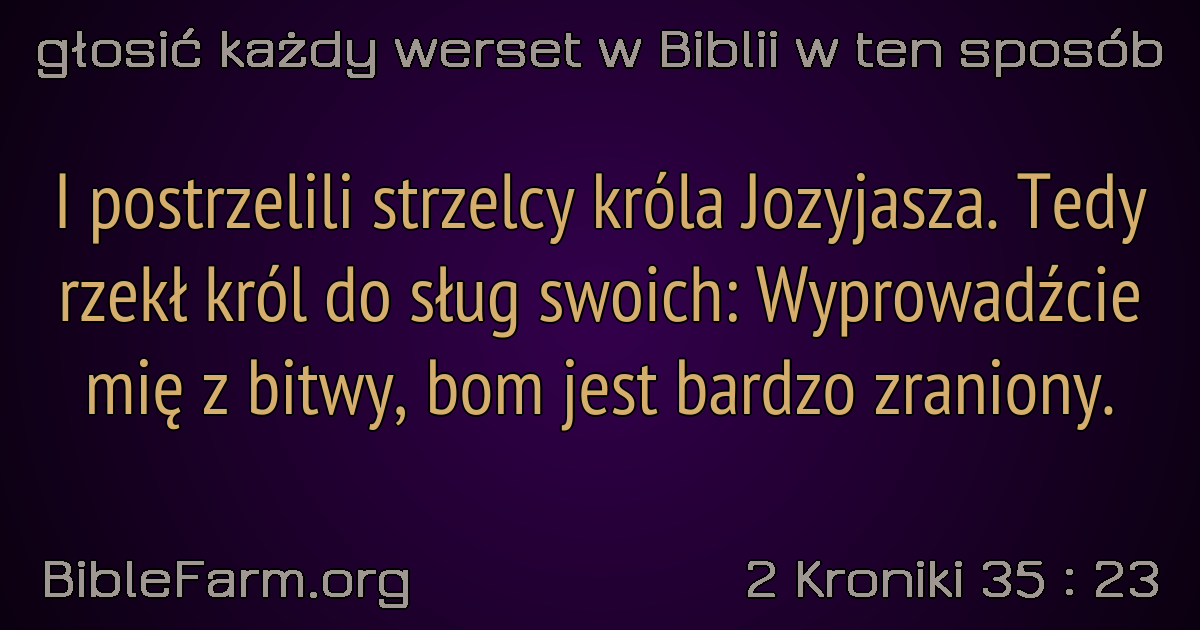 głosić każdy werset w Biblii w ten sposób
I postrzelili strzelcy króla Jozyjasza. Tedy
rzekł król do sług swoich: Wyprowadźcie
mię z bitwy, bom jest bardzo zraniony.
BibleFarm.org
2 Kroniki 35 : 23